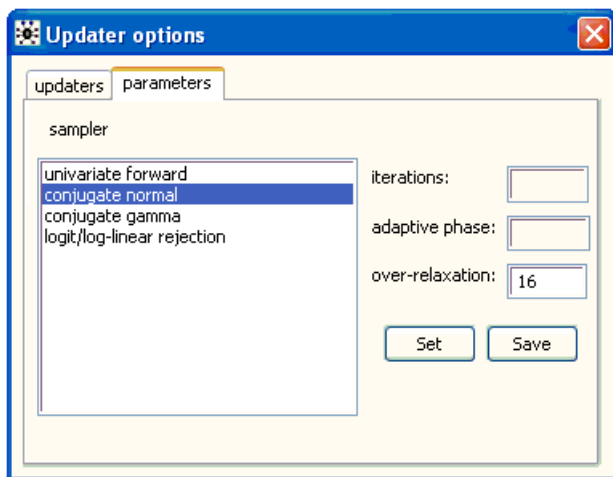 Updater options
updaters parameters
sampler
univariate forward
conjugate normal
conjugate gamma
logit/log-linear rejection
iterations:
adaptive phase:
over-relaxation: 16
Set Save